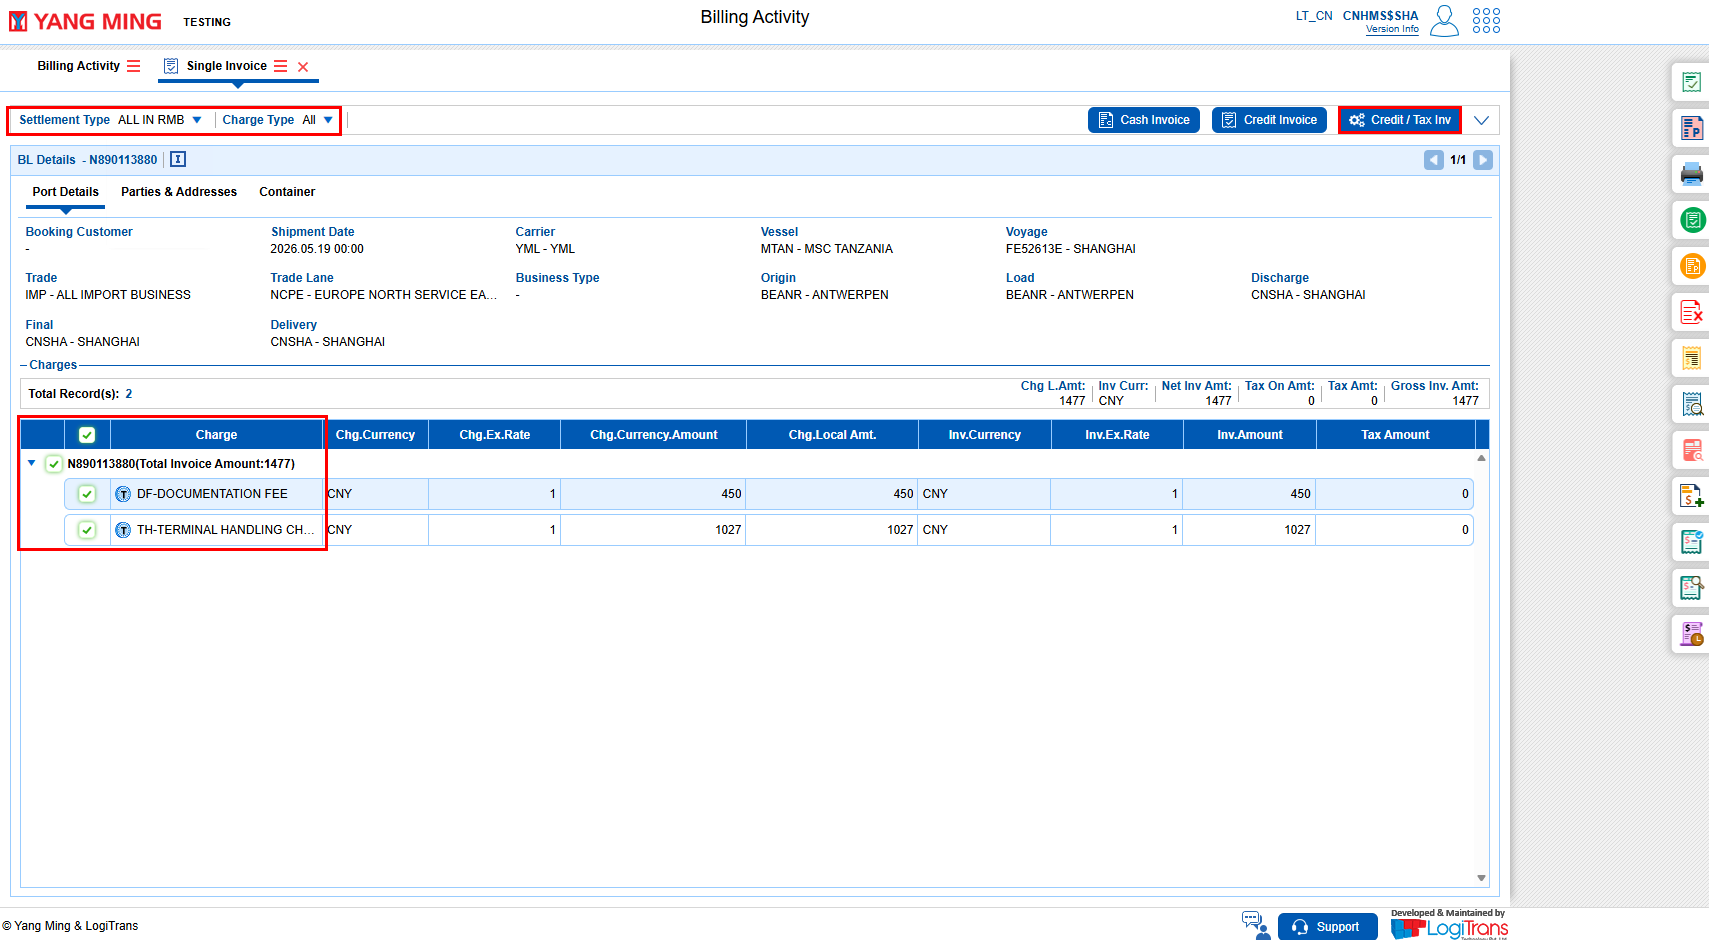 YANG MING TESTING Billing Activity LT_CN CNHMS$SHA
Version Info
Billing Activity Single Invoice
Settlement Type ALL IN RMB Charge Type All Cash Invoice Credit Invoice Credit / Tax Inv
BL Details - N890113880 1/1
Port Details Parties & Addresses Container
Booking Customer Shipment Date Carrier Vessel Voyage
- 2026.05.19 00:00 YML - YML MTAN - MSC TANZANIA FE52613E - SHANGHAI
Trade Trade Lane Business Type Origin Load Discharge
IMP - ALL IMPORT BUSINESS NCPE - EUROPE NORTH SERVICE EA... - BEANR - ANTWERPEN BEANR - ANTWERPEN CNSHA - SHANGHAI
Final Delivery
CNSHA - SHANGHAI CNSHA - SHANGHAI
Charges
Total Record(s): 2 Chg L.Amt: Inv Curr: Net Inv Amt: Tax On Amt: Tax Amt: Gross Inv. Amt:
1477 CNY 1477 0 0 1477
Charge Chg.Currency Chg.Ex.Rate Chg.Currency.Amount Chg.Local Amt. Inv.Currency Inv.Ex.Rate Inv.Amount Tax Amount
N890113880(Total Invoice Amount:1477)
T DF-DOCUMENTATION FEE CNY 1 450 450 CNY 1 450 0
T TH-TERMINAL HANDLING CH... CNY 1 1027 1027 CNY 1 1027 0
© Yang Ming & LogiTrans Support Developed & Maintained by
LogiTrans